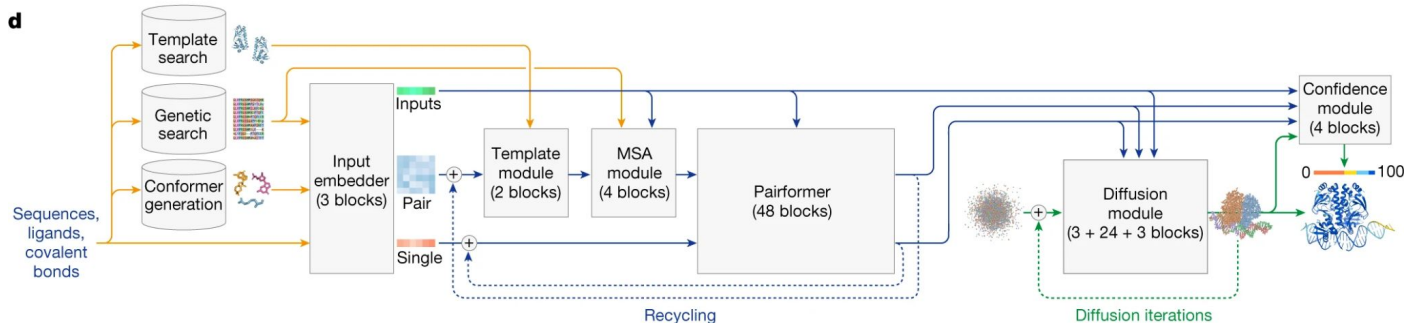 d
Template
search
Genetic
search
Conformer
generation
Sequences,
ligands,
covalent
bonds
Input
embedder
(3 blocks)
Inputs
Pair
Single
Template
module
(2 blocks)
MSA
module
(4 blocks)
Pairformer
(48 blocks)
Recycling
Diffusion
module
(3 + 24 + 3 blocks)
Diffusion iterations
Confidence
module
(4 blocks)
0 100